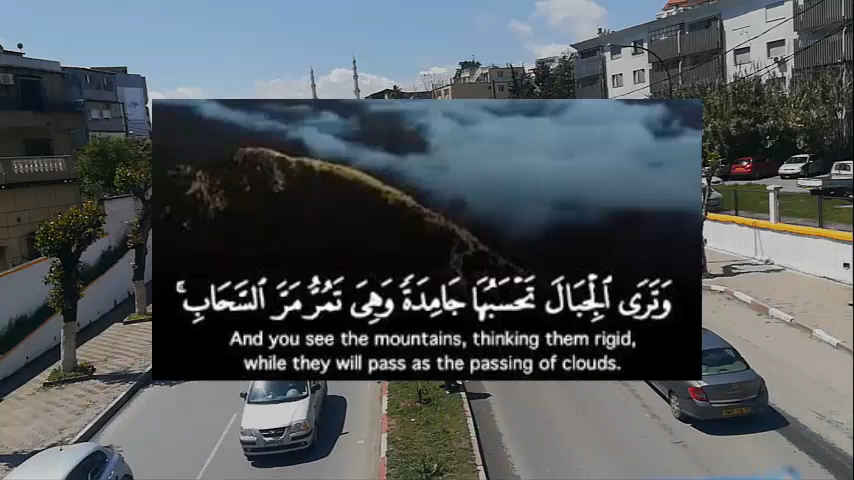 وَتَرَى ٱلْجِبَالَ تَحْسَبُهَا جَامِدَةً وَهِىَ تَمُرُّ مَرَّ ٱلسَّحَابِ ۚ
And you see the mountains, thinking them rigid,
while they will pass as the passing of clouds.